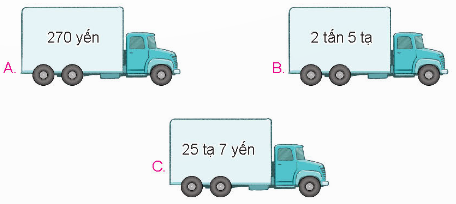 270 yến
A.
2 tấn 5 tạ
B.
25 tạ 7 yến
C.